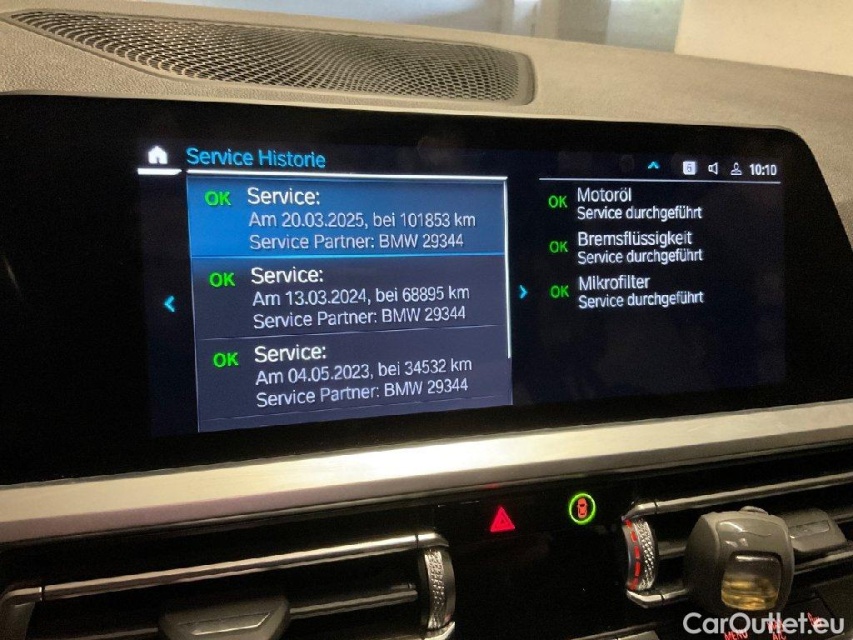 Service Historie
6
10:10
OK Service:
Am 20.03.2025, bei 101853 km
Service Partner: BMW 29344
OK Service:
Am 13.03.2024, bei 68895 km
Service Partner: BMW 29344
OK Service:
Am 04.05.2023, bei 34532 km
Service Partner: BMW 29344
OK Motoröl
Service durchgeführt
OK Bremsflüssigkeit
Service durchgeführt
OK Mikrofilter
Service durchgeführt
MENU
CarOutlet.eu